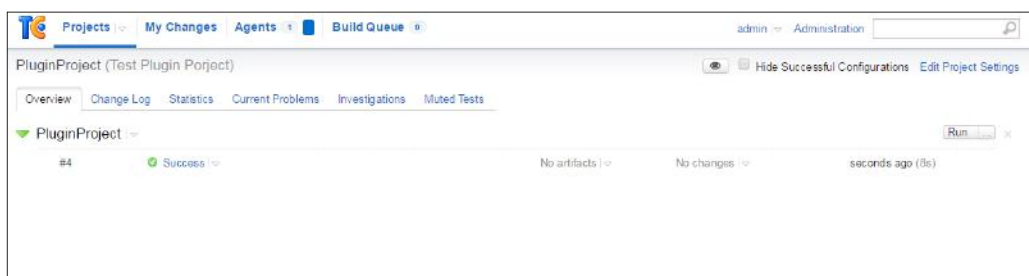 TC Projects My Changes Agents 1 Build Queue 0 admin Administration
PluginProject (Test Plugin Porject) Hide Successful Configurations Edit Project Settings
Overview Change Log Statistics Current Problems Investigations Muted Tests
PluginProject Run ...
#4 Success No artifacts No changes seconds ago (8s)